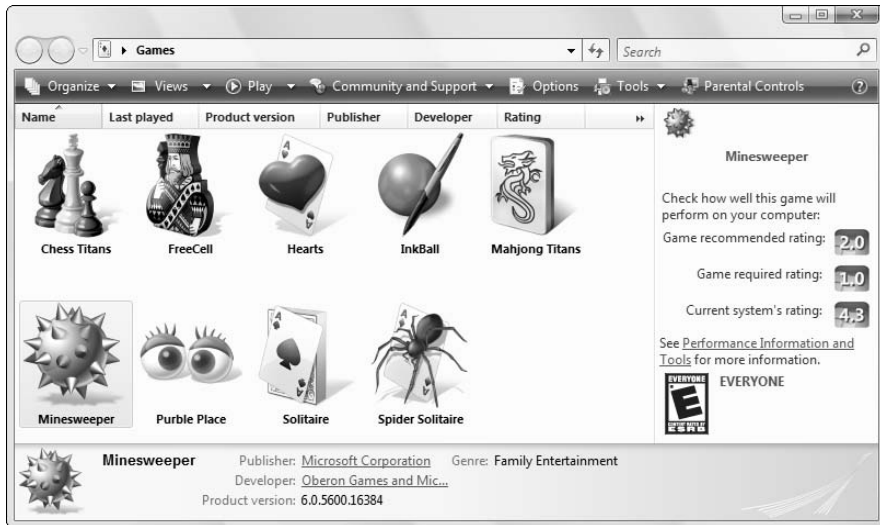 Games
Search
Organize Views Play Community and Support Options Tools Parental Controls
Name Last played Product version Publisher Developer Rating
Chess Titans FreeCell Hearts InkBall Mahjong Titans
Minesweeper Purble Place Solitaire Spider Solitaire
Minesweeper
Check how well this game will
perform on your computer:
Game recommended rating: 2.0
Game required rating: 1.0
Current system's rating: 4.3
See Performance Information and
Tools for more information.
EVERYONE
E
CONTENT RATED BY
ESRB
EVERYONE
Minesweeper
Publisher: Microsoft Corporation Genre: Family Entertainment
Developer: Oberon Games and Mic...
Product version: 6.0.5600.16384